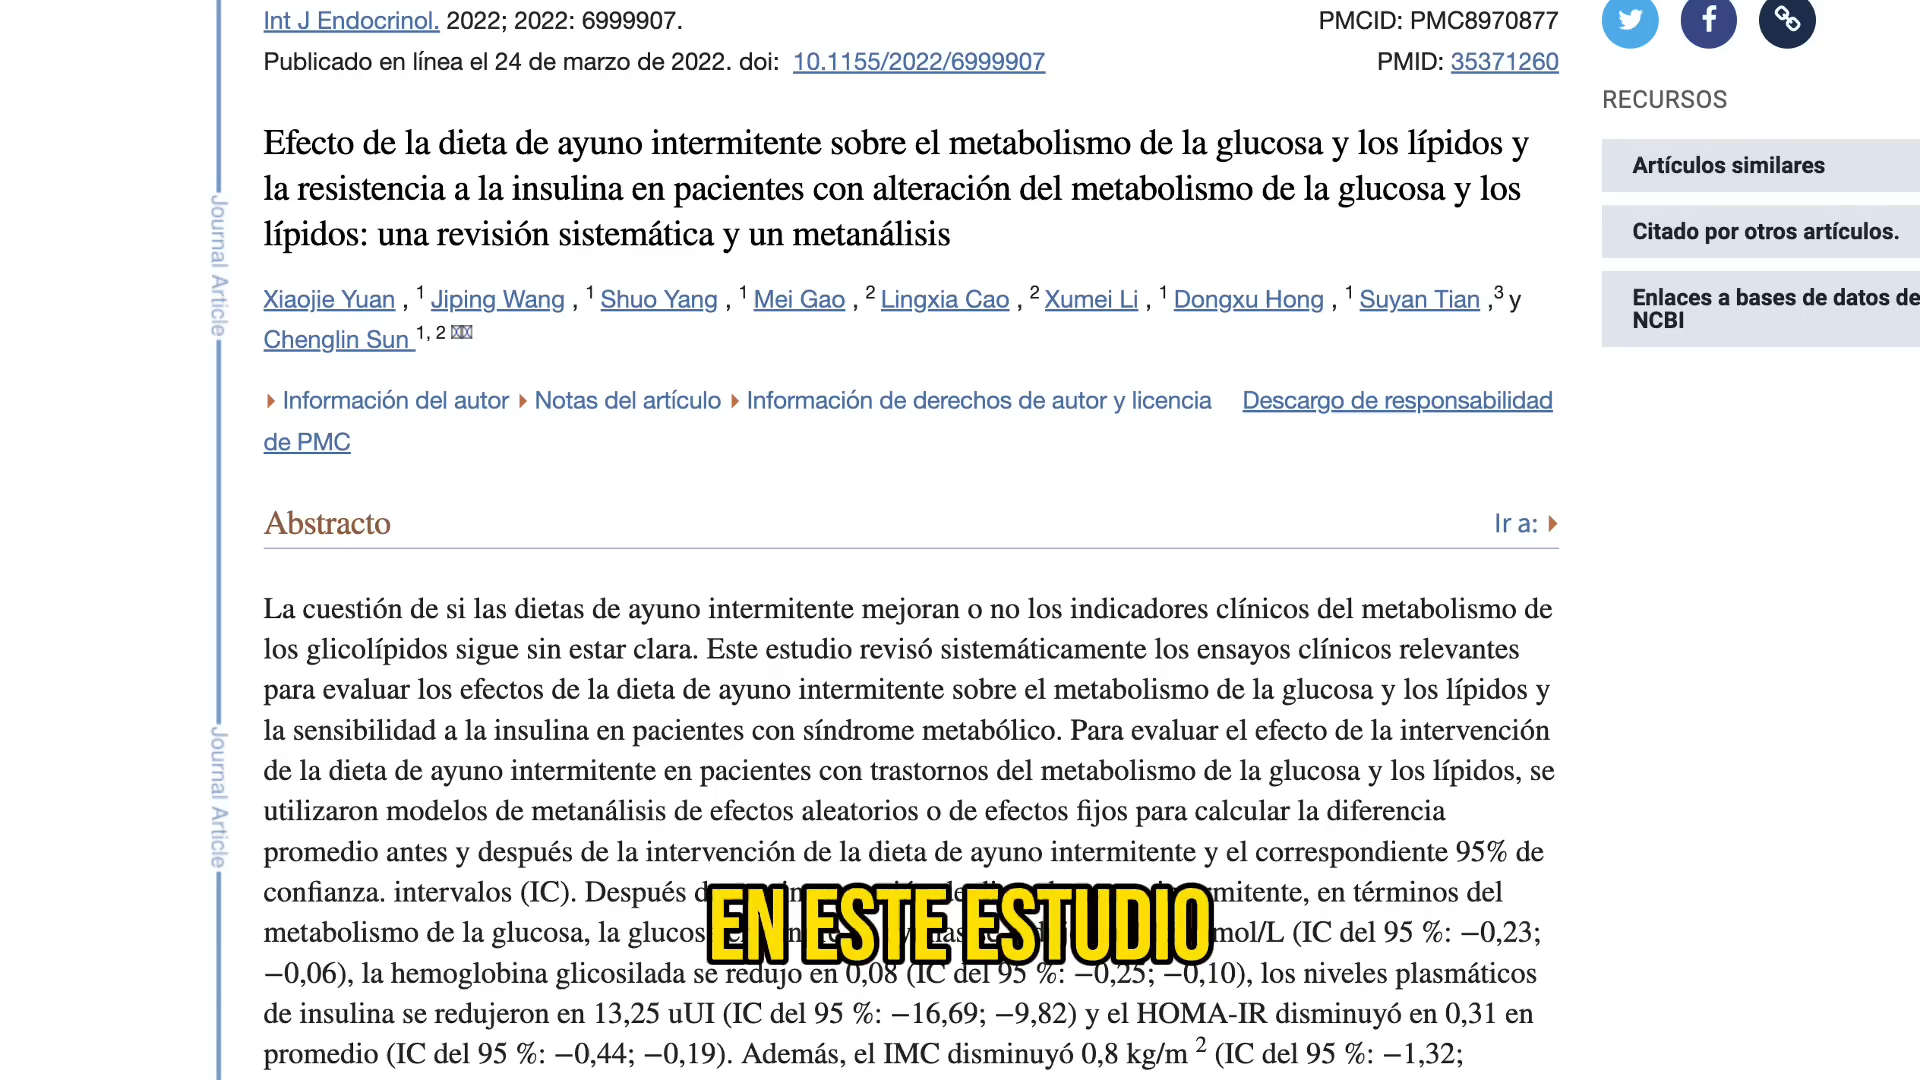 Int J Endocrinol. 2022; 2022: 6999907.
PMCID: PMC8970877
Publicado en línea el 24 de marzo de 2022. doi: 10.1155/2022/6999907
PMID: 35371260
Efecto de la dieta de ayuno intermitente sobre el metabolismo de la glucosa y los lípidos y
la resistencia a la insulina en pacientes con alteración del metabolismo de la glucosa y los
lípidos: una revisión sistemática y un metanálisis
Xiaojie Yuan , 1 Jiping Wang , 1 Shuo Yang , 1 Mei Gao , 2 Lingxia Cao , 2 Xumei Li , 1 Dongxu Hong , 1 Suyan Tian , 3 y
Chenglin Sun 1, 2
Información del autor Notas del artículo Información de derechos de autor y licencia Descargo de responsabilidad
de PMC
Abstracto
Ir a:
La cuestión de si las dietas de ayuno intermitente mejoran o no los indicadores clínicos del metabolismo de
los glicolípidos sigue sin estar clara. Este estudio revisó sistemáticamente los ensayos clínicos relevantes
para evaluar los efectos de la dieta de ayuno intermitente sobre el metabolismo de la glucosa y los lípidos y
la sensibilidad a la insulina en pacientes con síndrome metabólico. Para evaluar el efecto de la intervención
de la dieta de ayuno intermitente en pacientes con trastornos del metabolismo de la glucosa y los lípidos, se
utilizaron modelos de metanálisis de efectos aleatorios o de efectos fijos para calcular la diferencia
promedio antes y después de la intervención de la dieta de ayuno intermitente y el correspondiente 95% de
confianza. intervalos (IC). Después en términos del
metabolismo de la glucosa, la mol/L (IC del 95 %: −0,23;
−0,06), la hemoglobina glicosilada se redujo en 0,08 (IC del 95 %: −0,25; −0,10), los niveles plasmáticos
de insulina se redujeron en 13,25 uUI (IC del 95 %: −16,69; −9,82) y el HOMA-IR disminuyó en 0,31 en
promedio (IC del 95 %: −0,44; −0,19). Además, el IMC disminuyó 0,8 kg/m 2 (IC del 95 %: −1,32;
EN ESTE ESTUDIO
Journal Article
Journal Article
RECURSOS
Artículos similares
Citado por otros artículos.
Enlaces a bases de datos de
NCBI